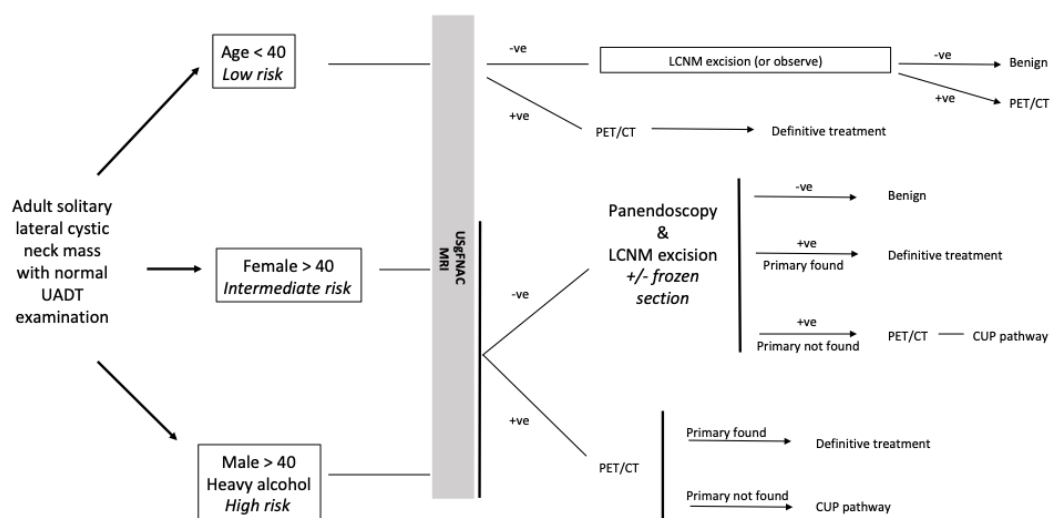 Adult solitary
lateral cystic
neck mass
with normal
UADT
examination
Age < 40
Low risk
Female > 40
Intermediate risk
Male > 40
Heavy alcohol
High risk
USgFNAC
MRI
-ve
LCNM excision (or observe)
-ve
Benign
+ve
PET/CT
+ve
PET/CT
Definitive treatment
-ve
Panendoscopy
&
LCNM excision
+/- frozen
section
-ve
Benign
+ve
Primary found
Definitive treatment
+ve
Primary not found
PET/CT
CUP pathway
+ve
PET/CT
Primary found
Definitive treatment
Primary not found
CUP pathway